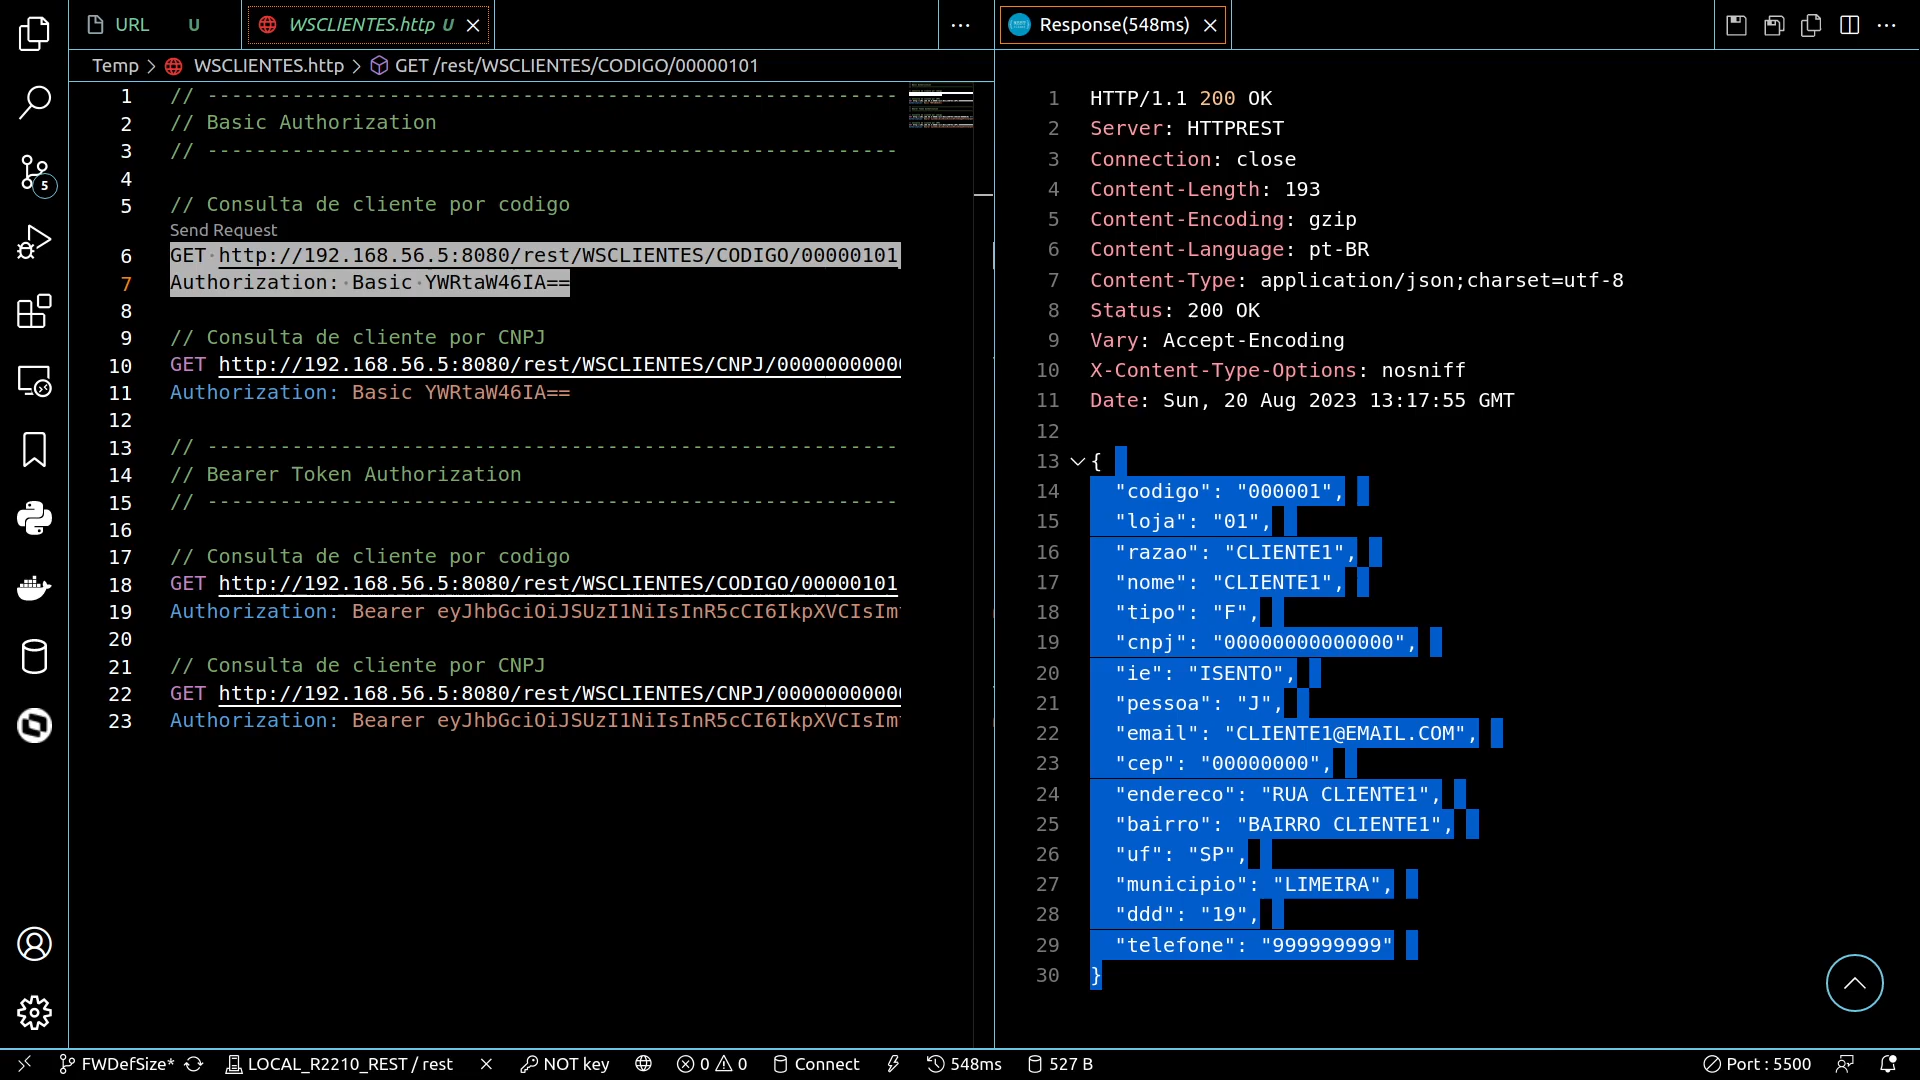 URL U WSCLIENTES.http U
Response(548ms)
Temp > WSCLIENTES.http > GET /rest/WSCLIENTES/CODIGO/00000101
1 // ---------------------------------------------------------
2 // Basic Authorization
3 // ---------------------------------------------------------
4
5 // Consulta de cliente por codigo
Send Request
6 GET http://192.168.56.5:8080/rest/WSCLIENTES/CODIGO/00000101
7 Authorization: Basic YWRtaW46IA==
8
9 // Consulta de cliente por CNPJ
10 GET http://192.168.56.5:8080/rest/WSCLIENTES/CNPJ/00000000000
11 Authorization: Basic YWRtaW46IA==
12
13 // ---------------------------------------------------------
14 // Bearer Token Authorization
15 // ---------------------------------------------------------
16
17 // Consulta de cliente por codigo
18 GET http://192.168.56.5:8080/rest/WSCLIENTES/CODIGO/00000101
19 Authorization: Bearer eyJhbGciOiJSUzI1NiIsInR5cCI6IkpXVCIsIm
20
21 // Consulta de cliente por CNPJ
22 GET http://192.168.56.5:8080/rest/WSCLIENTES/CNPJ/00000000000
23 Authorization: Bearer eyJhbGciOiJSUzI1NiIsInR5cCI6IkpXVCIsIm
1 HTTP/1.1 200 OK
2 Server: HTTPREST
3 Connection: close
4 Content-Length: 193
5 Content-Encoding: gzip
6 Content-Language: pt-BR
7 Content-Type: application/json;charset=utf-8
8 Status: 200 OK
9 Vary: Accept-Encoding
10 X-Content-Type-Options: nosniff
11 Date: Sun, 20 Aug 2023 13:17:55 GMT
12
13 {
14 "codigo": "000001",
15 "loja": "01",
16 "razao": "CLIENTE1",
17 "nome": "CLIENTE1",
18 "tipo": "F",
19 "cnpj": "00000000000000",
20 "ie": "ISENTO",
21 "pessoa": "J",
22 "email": "CLIENTE1@EMAIL.COM",
23 "cep": "00000000",
24 "endereco": "RUA CLIENTE1",
25 "bairro": "BAIRRO CLIENTE1",
26 "uf": "SP",
27 "municipio": "LIMEIRA",
28 "ddd": "19",
29 "telefone": "999999999"
30 }
5
FWDefSize* LOCAL_R2210_REST / rest NOT key 0 0 Connect 548ms 527 B Port : 5500